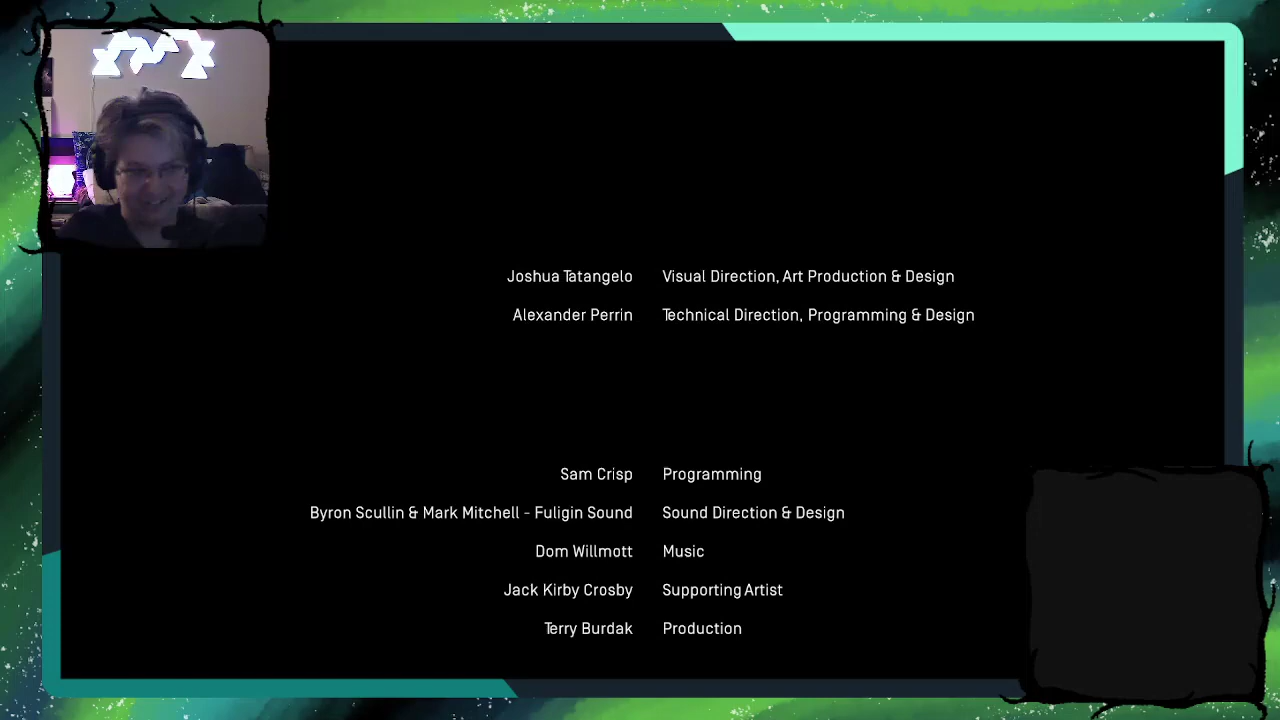 Joshua Tatangelo Visual Direction, Art Production & Design
Alexander Perrin Technical Direction, Programming & Design
Sam Crisp Programming
Byron Scullin & Mark Mitchell - Fuligin Sound Sound Direction & Design
Dom Willmott Music
Jack Kirby Crosby Supporting Artist
Terry Burdak Production